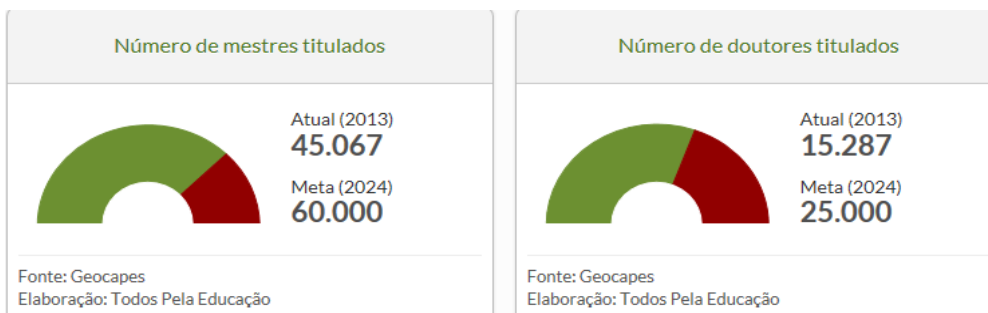 Número de mestres titulados
Atual (2013)
45.067
Meta (2024)
60.000
Fonte: Geocapes
Elaboração: Todos Pela Educação
Número de doutores titulados
Atual (2013)
15.287
Meta (2024)
25.000
Fonte: Geocapes
Elaboração: Todos Pela Educação